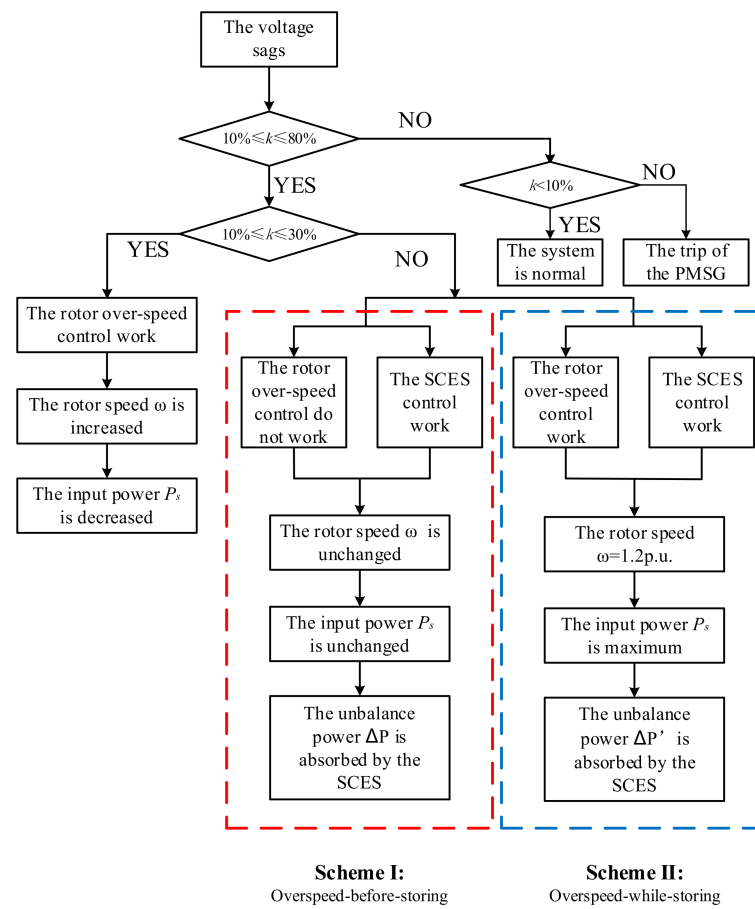 The voltage
sags
10%≤k≤80%
NO
YES
k<10%
NO
YES
10%≤k≤30%
YES
NO
The system
is normal
The trip of
the PMSG
The rotor over-speed
control work
The rotor speed ω is
increased
The input power Ps
is decreased
The rotor
over-speed
control do
not work
The SCES
control
work
The rotor speed ω is
unchanged
The input power Ps
is unchanged
The unbalance
power ΔP is
absorbed by the
SCES
The rotor
over-speed
control
work
The SCES
control
work
The rotor speed
ω=1.2p.u.
The input power Ps
is maximum
The unbalance
power ΔP’ is
absorbed by the
SCES
Scheme I:
Overspeed-before-storing
Scheme II:
Overspeed-while-storing